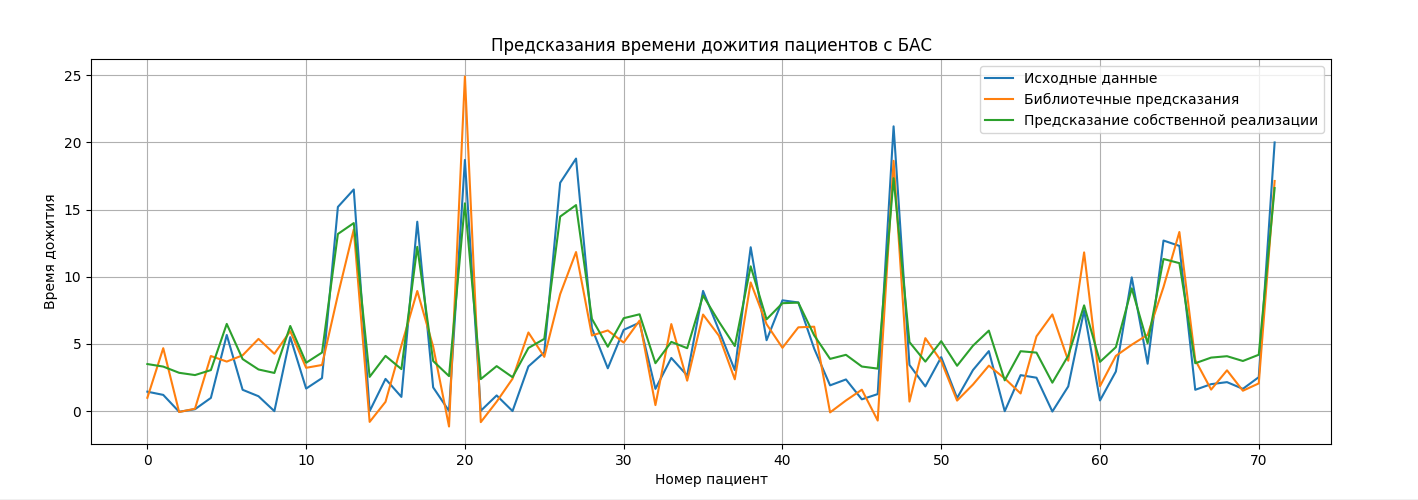 Предсказания времени дожития пациентов с БАС
Исходные данные
Библиотечные предсказания
Предсказание собственной реализации
Время дожития
25
20
15
10
5
0
0 10 20 30 40 50 60 70
Номер пациент